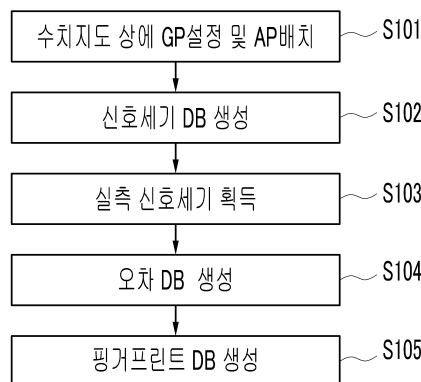 수치지도 상에 GP설정 및 AP배치 S101
신호세기 DB 생성 S102
실측 신호세기 획득 S103
오차 DB 생성 S104
핑거프린트 DB 생성 S105